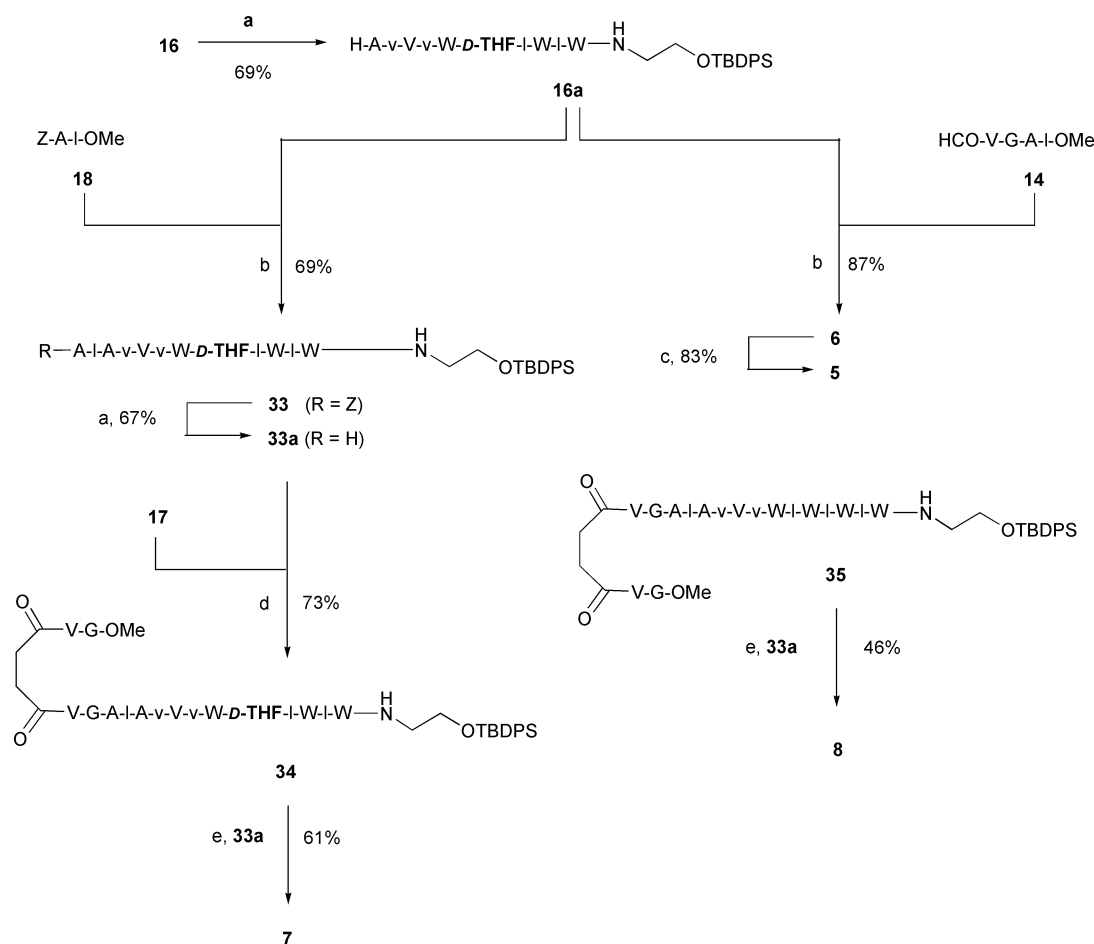 a
16
69%
H-A-v-V-v-W-D-THF-l-W-l-W
H
N
OTBDPS
16a
Z-A-l-OMe
18
HCO-V-G-A-l-OMe
14
b
69%
b
87%
R
A-l-A-v-V-v-W-D-THF-l-W-l-W
H
N
OTBDPS
6
c, 83%
5
33 (R = Z)
a, 67%
33a (R = H)
17
d
73%
O
V-G-A-l-A-v-V-v-W-l-W-l-W-l-W
H
N
OTBDPS
35
V-G-OMe
O
e, 33a
46%
8
O
V-G-OMe
V-G-A-l-A-v-V-v-W-D-THF-l-W-l-W
H
N
OTBDPS
O
34
e, 33a
61%
7